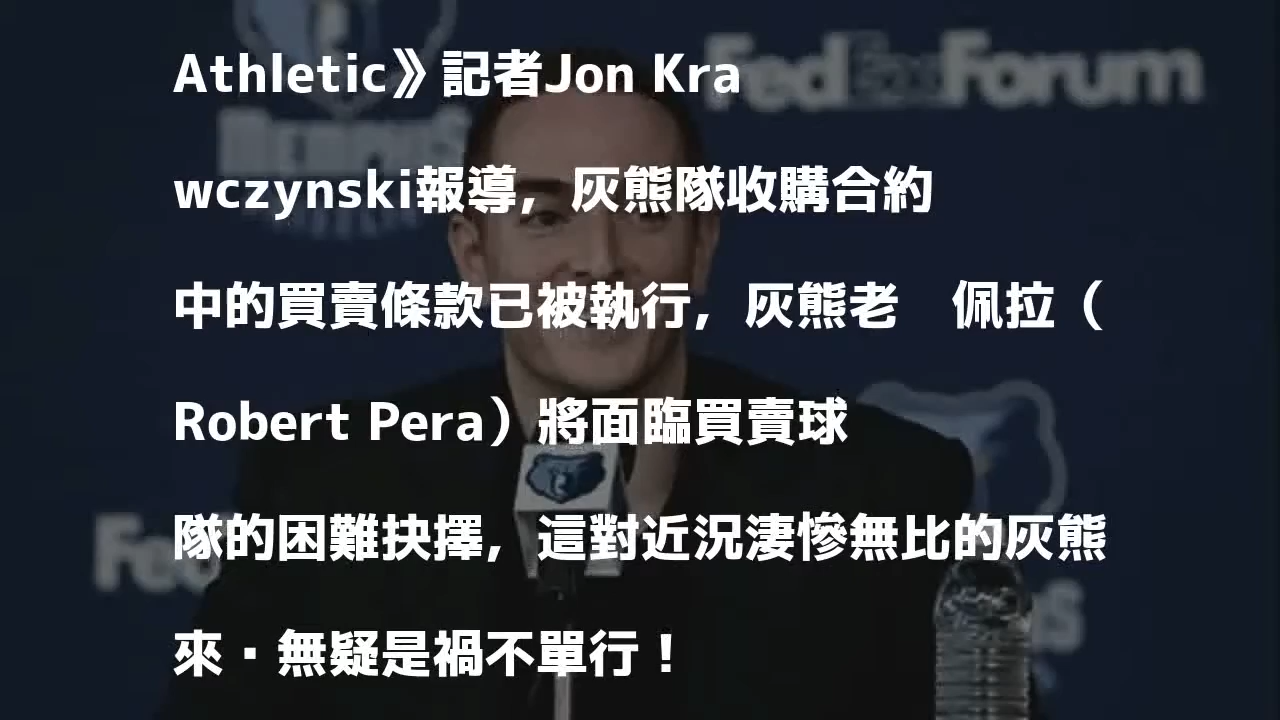 Athletic》記者Jon Kra
wczynski報導，灰熊隊收購合約
中的買賣條款已被執行，灰熊老　佩拉（
Robert Pera）將面臨買賣球
隊的困難抉擇，這對近況淒慘無比的灰熊
來·無疑是禍不單行！
FedExForum
MEMPHIS